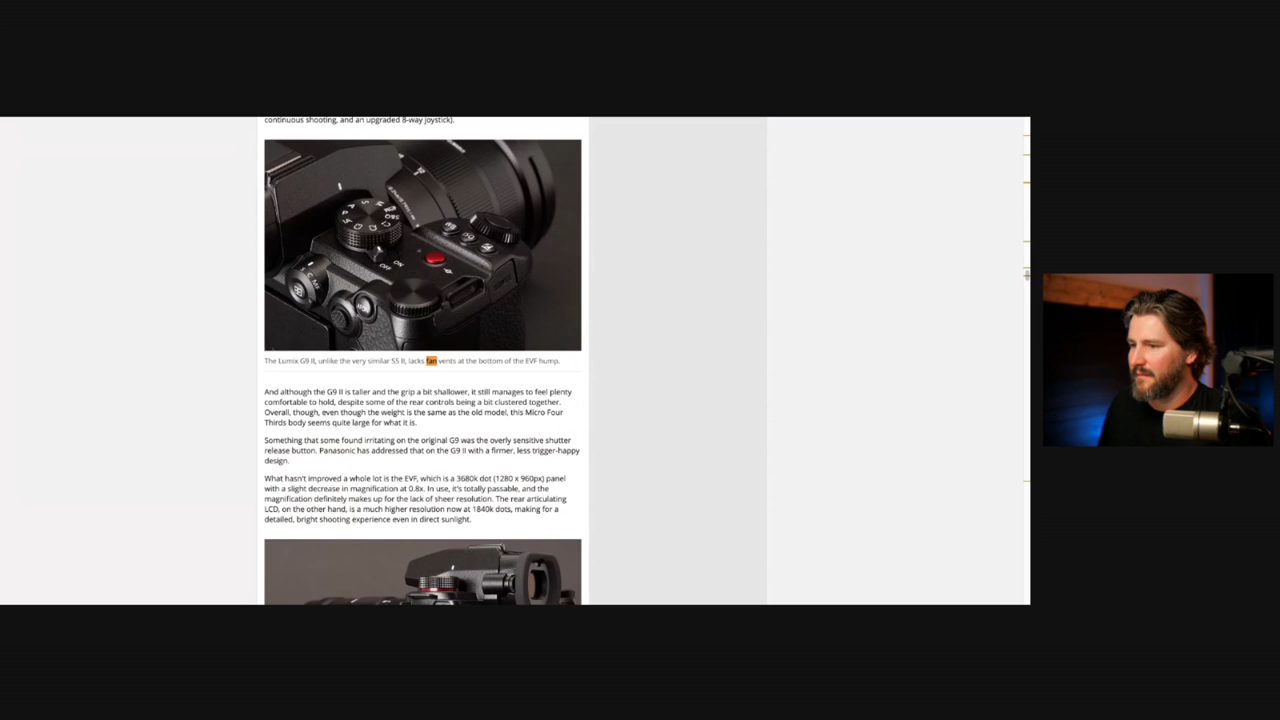 continuous shooting, and an upgraded 8-way joystick).
OFF
ON
The Lumix G9 II, unlike the very similar S5 II, lacks fan vents at the bottom of the EVF hump.
And although the G9 II is taller and the grip a bit shallower, it still manages to feel plenty
comfortable to hold, despite some of the rear controls being a bit clustered together.
Overall, though, even though the weight is the same as the old model, this Micro Four
Thirds body seems quite large for what it is.
Something that some found irritating on the original G9 was the overly sensitive shutter
release button. Panasonic has addressed that on the G9 II with a firmer, less trigger-happy
design.
What hasn't improved a whole lot is the EVF, which is a 3680k dot (1280 x 960px) panel
with a slight decrease in magnification at 0.8x. In use, it's totally passable, and the
magnification definitely makes up for the lack of sheer resolution. The rear articulating
LCD, on the other hand, is a much higher resolution now at 1840k dots, making for a
detailed, bright shooting experience even in direct sunlight.